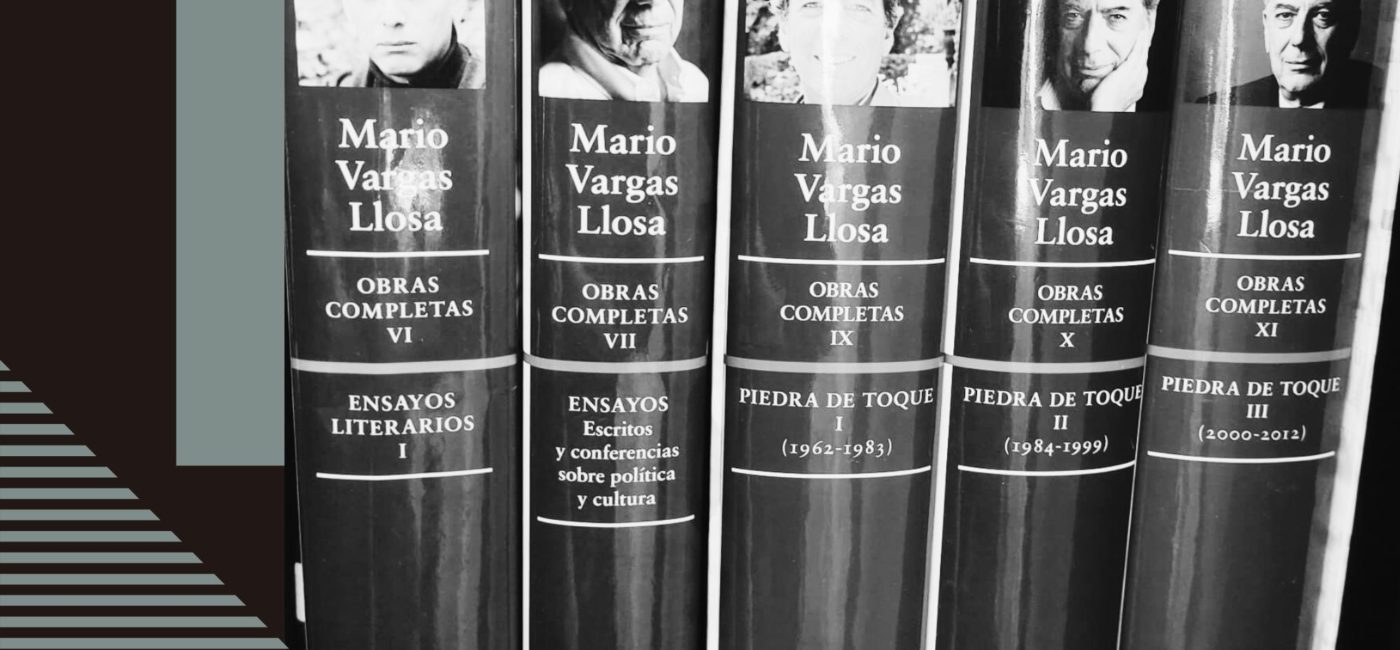 Mario
Vargas
Llosa
OBRAS
COMPLETAS
VI
ENSAYOS
LITERARIOS
I
Mario
Vargas
Llosa
OBRAS
COMPLETAS
VII
ENSAYOS
Escritos
y conferencias
sobre política
y cultura
Mario
Vargas
Llosa
OBRAS
COMPLETAS
IX
PIEDRA DE TOQUE
I
(1962-1983)
Mario
Vargas
Llosa
OBRAS
COMPLETAS
X
PIEDRA DE TOQUE
II
(1984-1999)
Mario
Vargas
Llosa
OBRAS
COMPLETAS
XI
PIEDRA DE TOQUE
III
(2000-2012)